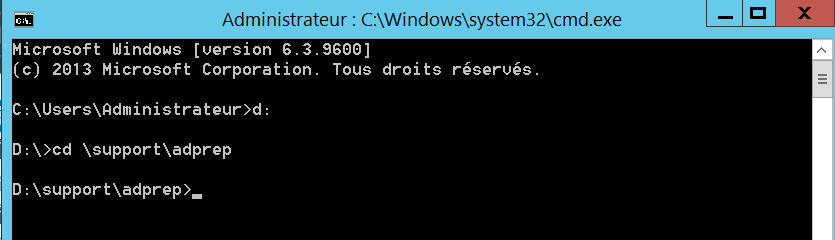 Administrateur : C:\Windows\system32\cmd.exe
Microsoft Windows [version 6.3.9600]
(c) 2013 Microsoft Corporation. Tous droits réservés.
C:\Users\Administrateur>d:
D:\>cd \support\adprep
D:\support\adprep>_